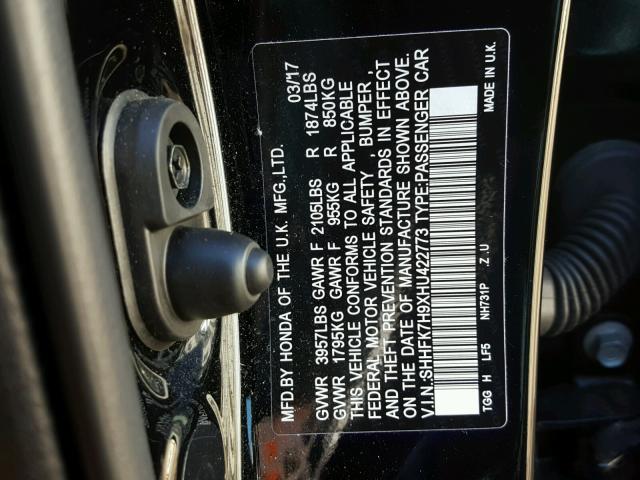 MFD.BY HONDA OF THE U.K. MFG.,LTD. 03/17
GVWR 3957LBS GAWR F 2105LBS R 1874LBS
GVWR 1795KG GAWR F 955KG R 850KG
THIS VEHICLE CONFORMS TO ALL APPLICABLE
FEDERAL MOTOR VEHICLE SAFETY , BUMPER ,
AND THEFT PREVENTION STANDARDS IN EFFECT
ON THE DATE OF MANUFACTURE SHOWN ABOVE.
V.I.N:SHHFK7H9XHU422773 TYPE:PASSENGER CAR
TGG H LF5 NH731P Z U MADE IN U.K.